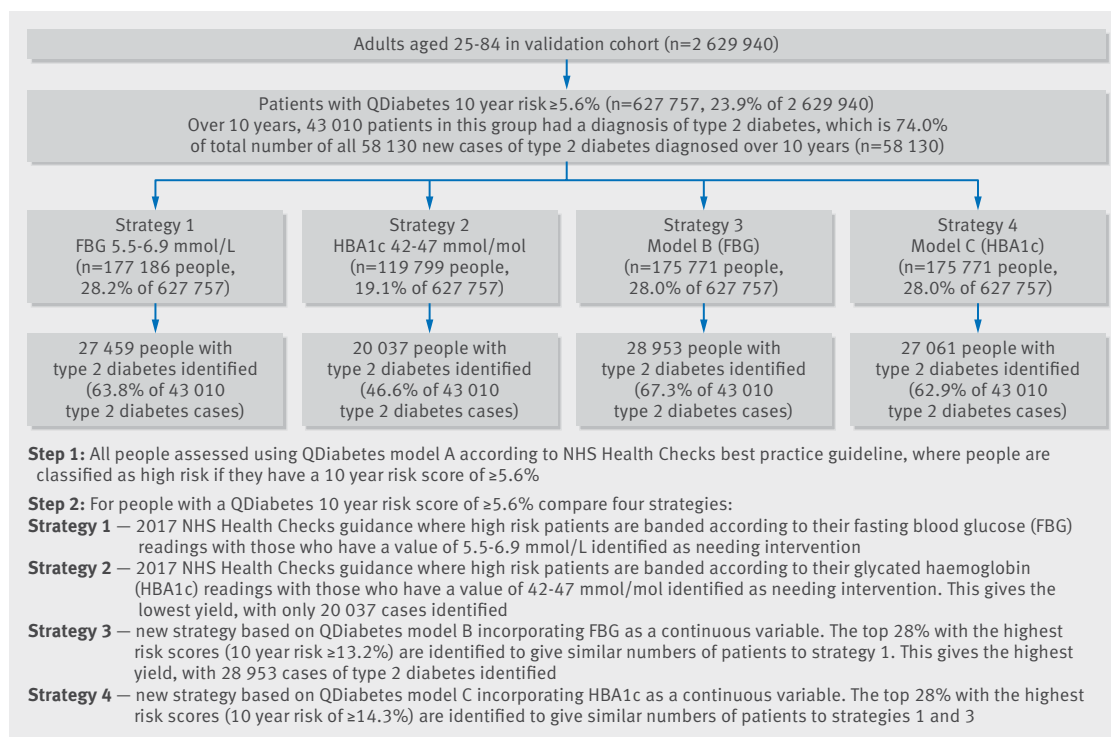 Adults aged 25-84 in validation cohort (n=2 629 940)
Patients with QDiabetes 10 year risk ≥5.6% (n=627 757, 23.9% of 2 629 940)
Over 10 years, 43 010 patients in this group had a diagnosis of type 2 diabetes, which is 74.0%
of total number of all 58 130 new cases of type 2 diabetes diagnosed over 10 years (n=58 130)
Strategy 1
FBG 5.5-6.9 mmol/L
(n=177 186 people,
28.2% of 627 757)
Strategy 2
HBA1c 42-47 mmol/mol
(n=119 799 people,
19.1% of 627 757)
Strategy 3
Model B (FBG)
(n=175 771 people,
28.0% of 627 757)
Strategy 4
Model C (HBA1c)
(n=175 771 people,
28.0% of 627 757)
27 459 people with
type 2 diabetes identified
(63.8% of 43 010
type 2 diabetes cases)
20 037 people with
type 2 diabetes identified
(46.6% of 43 010
type 2 diabetes cases)
28 953 people with
type 2 diabetes identified
(67.3% of 43 010
type 2 diabetes cases)
27 061 people with
type 2 diabetes identified
(62.9% of 43 010
type 2 diabetes cases)
Step 1: All people assessed using QDiabetes model A according to NHS Health Checks best practice guideline, where people are
classified as high risk if they have a 10 year risk score of ≥5.6%
Step 2: For people with a QDiabetes 10 year risk score of ≥5.6% compare four strategies:
Strategy 1 — 2017 NHS Health Checks guidance where high risk patients are banded according to their fasting blood glucose (FBG)
readings with those who have a value of 5.5-6.9 mmol/L identified as needing intervention
Strategy 2 — 2017 NHS Health Checks guidance where high risk patients are banded according to their glycated haemoglobin
(HBA1c) readings with those who have a value of 42-47 mmol/mol identified as needing intervention. This gives the
lowest yield, with only 20 037 cases identified
Strategy 3 — new strategy based on QDiabetes model B incorporating FBG as a continuous variable. The top 28% with the highest
risk scores (10 year risk ≥13.2%) are identified to give similar numbers of patients to strategy 1. This gives the highest
yield, with 28 953 cases of type 2 diabetes identified
Strategy 4 — new strategy based on QDiabetes model C incorporating HBA1c as a continuous variable. The top 28% with the highest
risk scores (10 year risk of ≥14.3%) are identified to give similar numbers of patients to strategies 1 and 3